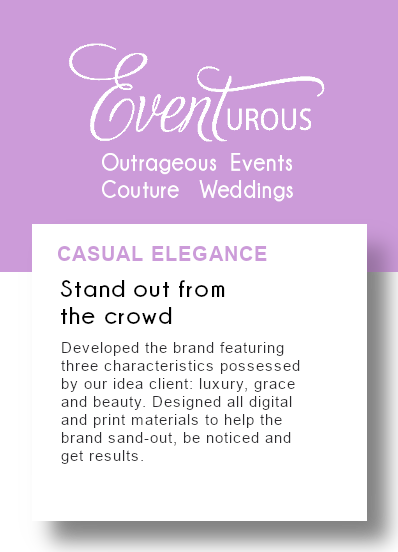 Eventurous
Outrageous Events
Couture Weddings
CASUAL ELEGANCE
Stand out from
the crowd
Developed the brand featuring
three characteristics possessed
by our idea client: luxury, grace
and beauty. Designed all digital
and print materials to help the
brand sand-out, be noticed and
get results.